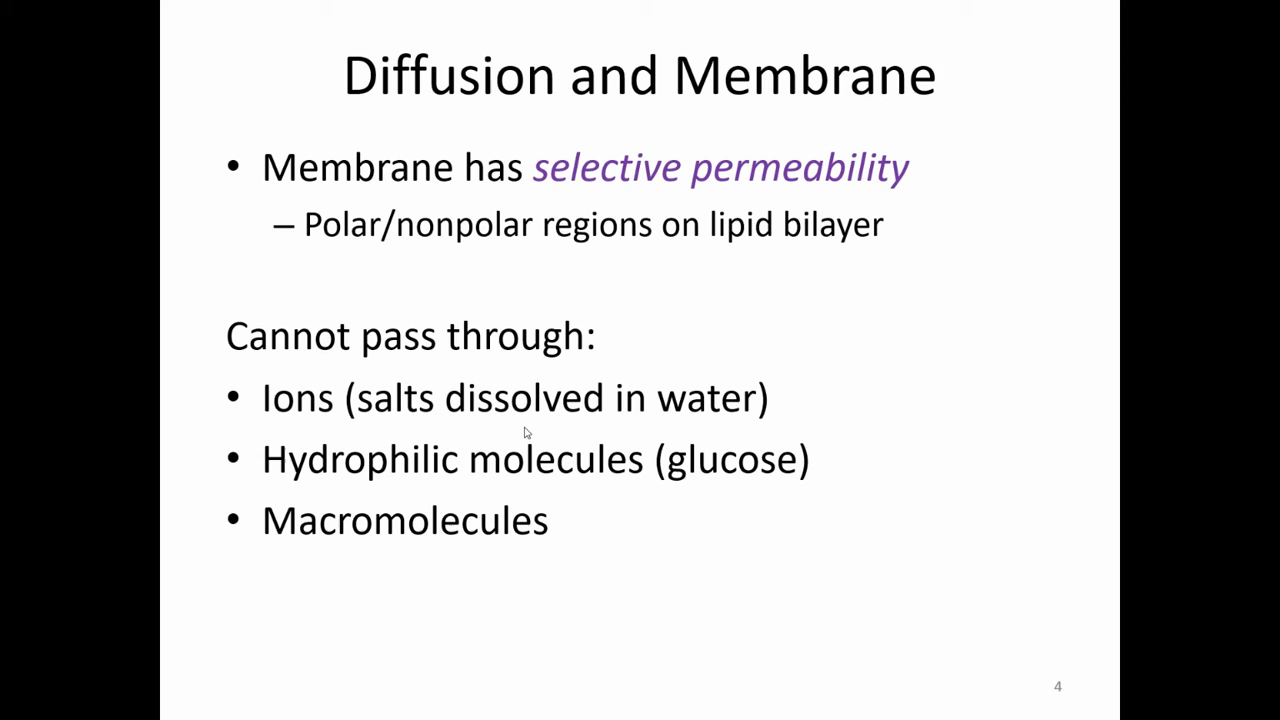 Diffusion and Membrane
• Membrane has selective permeability
– Polar/nonpolar regions on lipid bilayer
Cannot pass through:
• Ions (salts dissolved in water)
• Hydrophilic molecules (glucose)
• Macromolecules
4